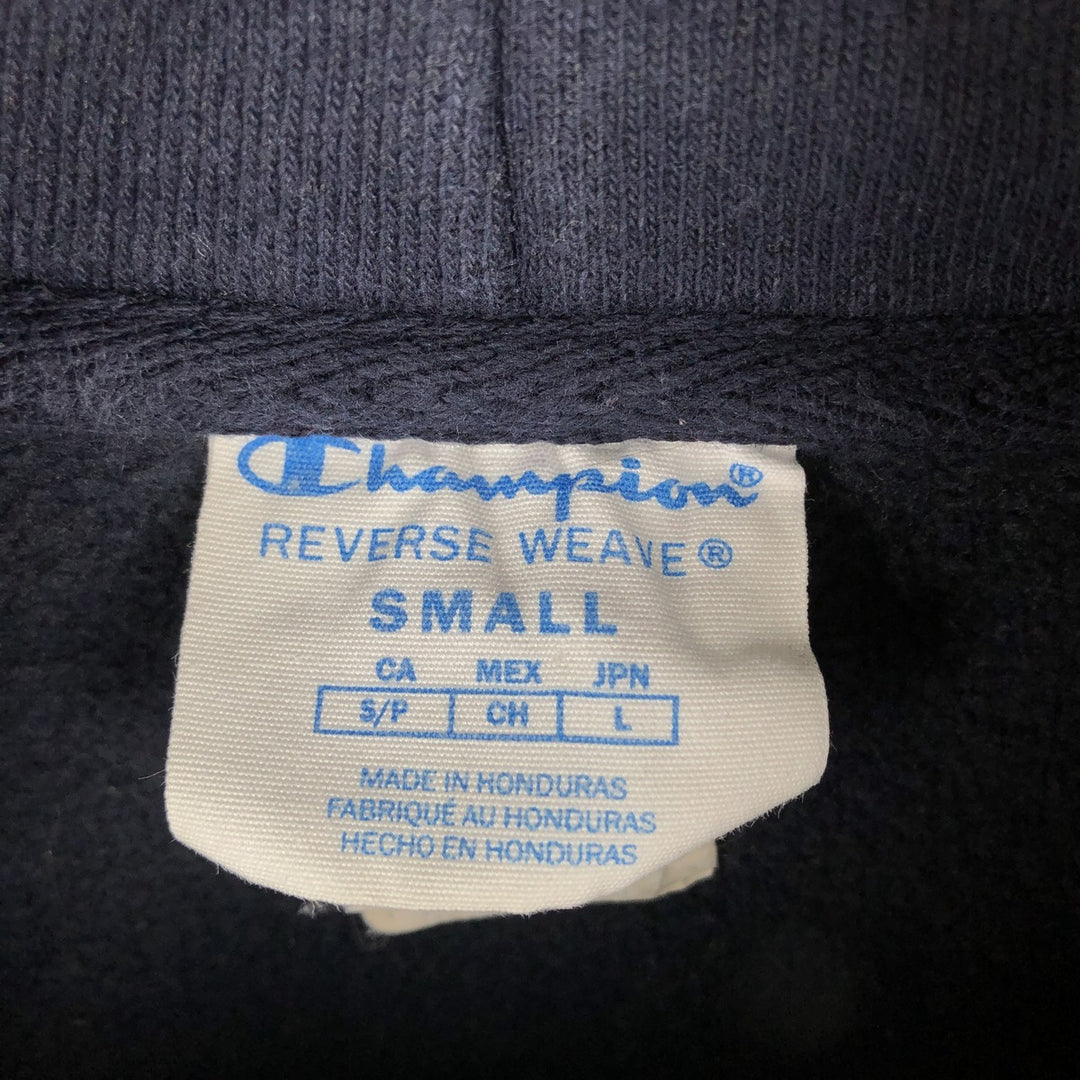 Champion®
REVERSE WEAVE®
SMALL
CA MEX JPN
S/P CH L
MADE IN HONDURAS
FABRIQUÉ AU HONDURAS
HECHO EN HONDURAS